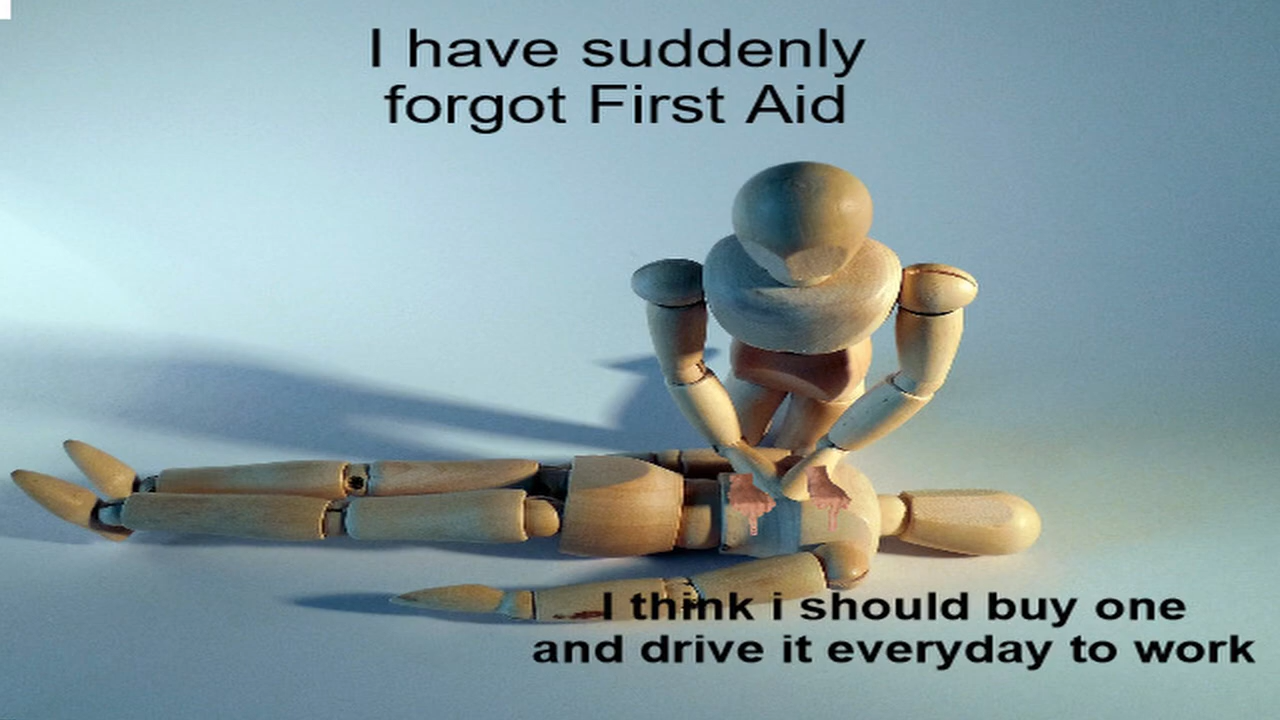 I have suddenly
forgot First Aid
I think i should buy one
and drive it everyday to work